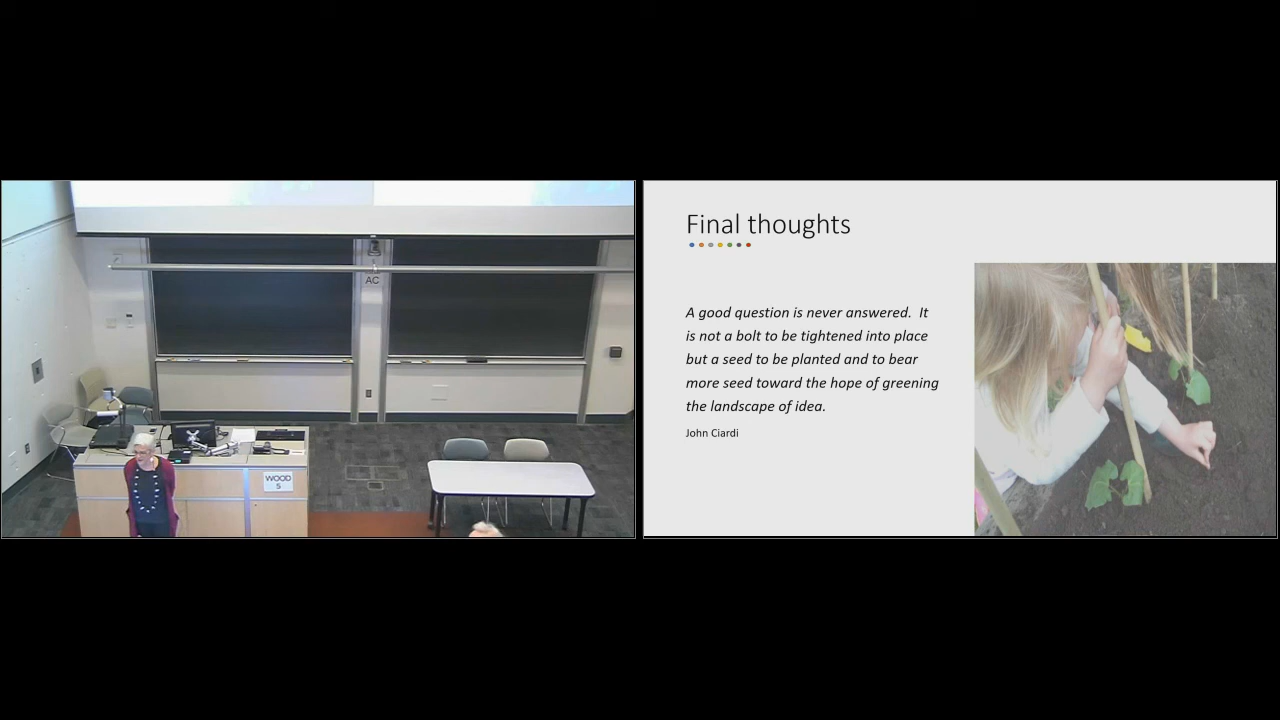 AC
WOOD
5
Final thoughts
A good question is never answered.  It
is not a bolt to be tightened into place
but a seed to be planted and to bear
more seed toward the hope of greening
the landscape of idea.
John Ciardi